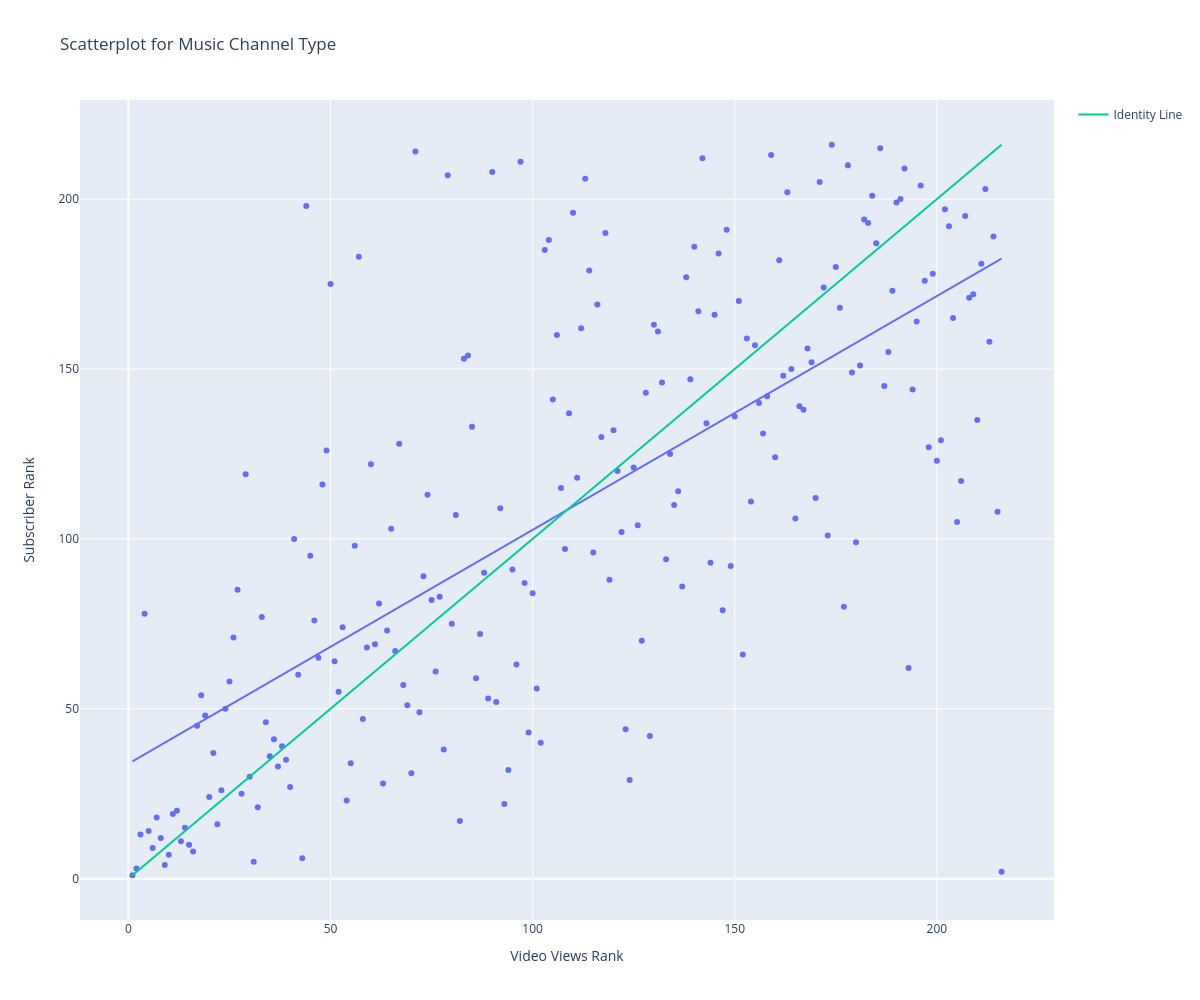 Scatterplot for Music Channel Type
Identity Line
200
150
100
50
0
Subscriber Rank
0 50 100 150 200
Video Views Rank